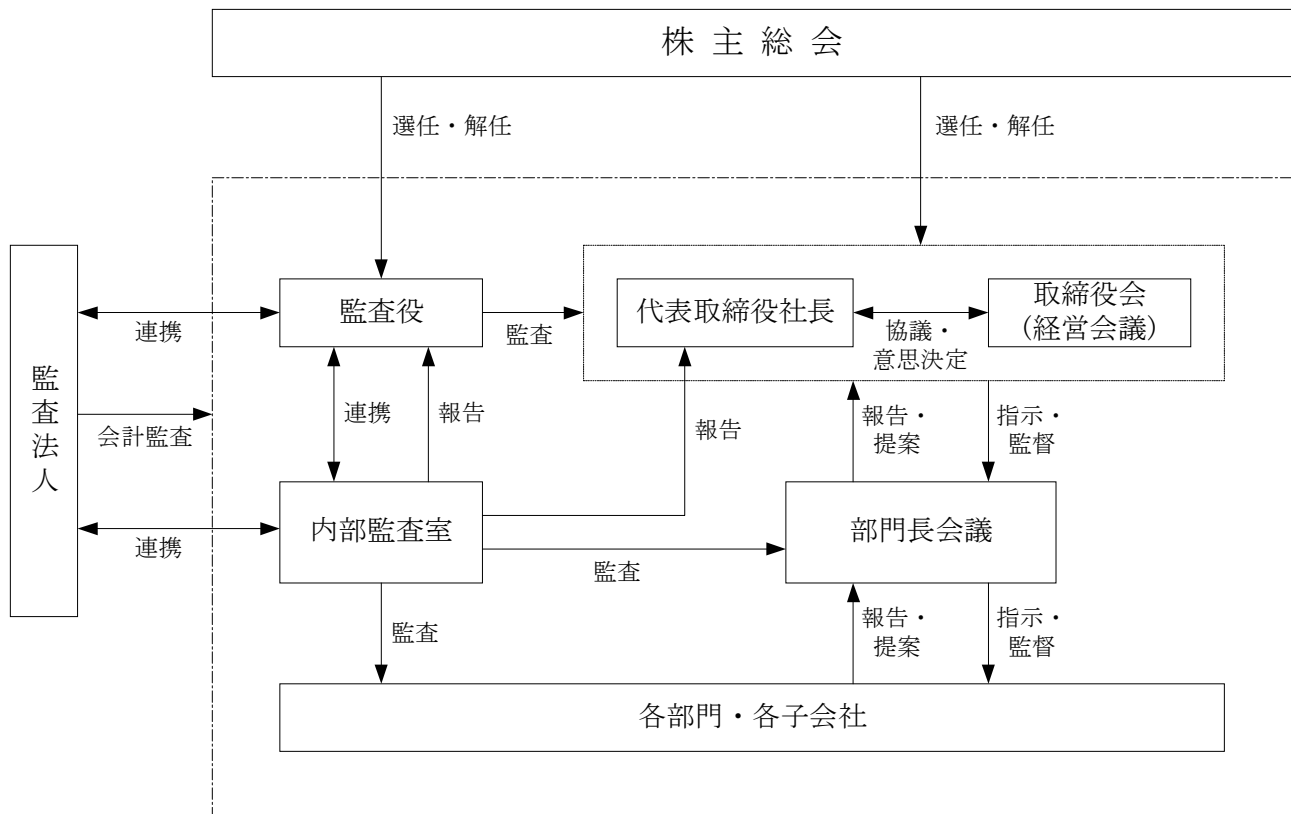 株主総会
選任・解任
選任・解任
監査役
代表取締役社長
取締役会
(経営会議)
連携
監査
協議・
意思決定
監査法人
会計監査
連携
報告
報告
報告・
提案
指示・
監督
内部監査室
部門長会議
連携
監査
監査
報告・
提案
指示・
監督
各部門・各子会社